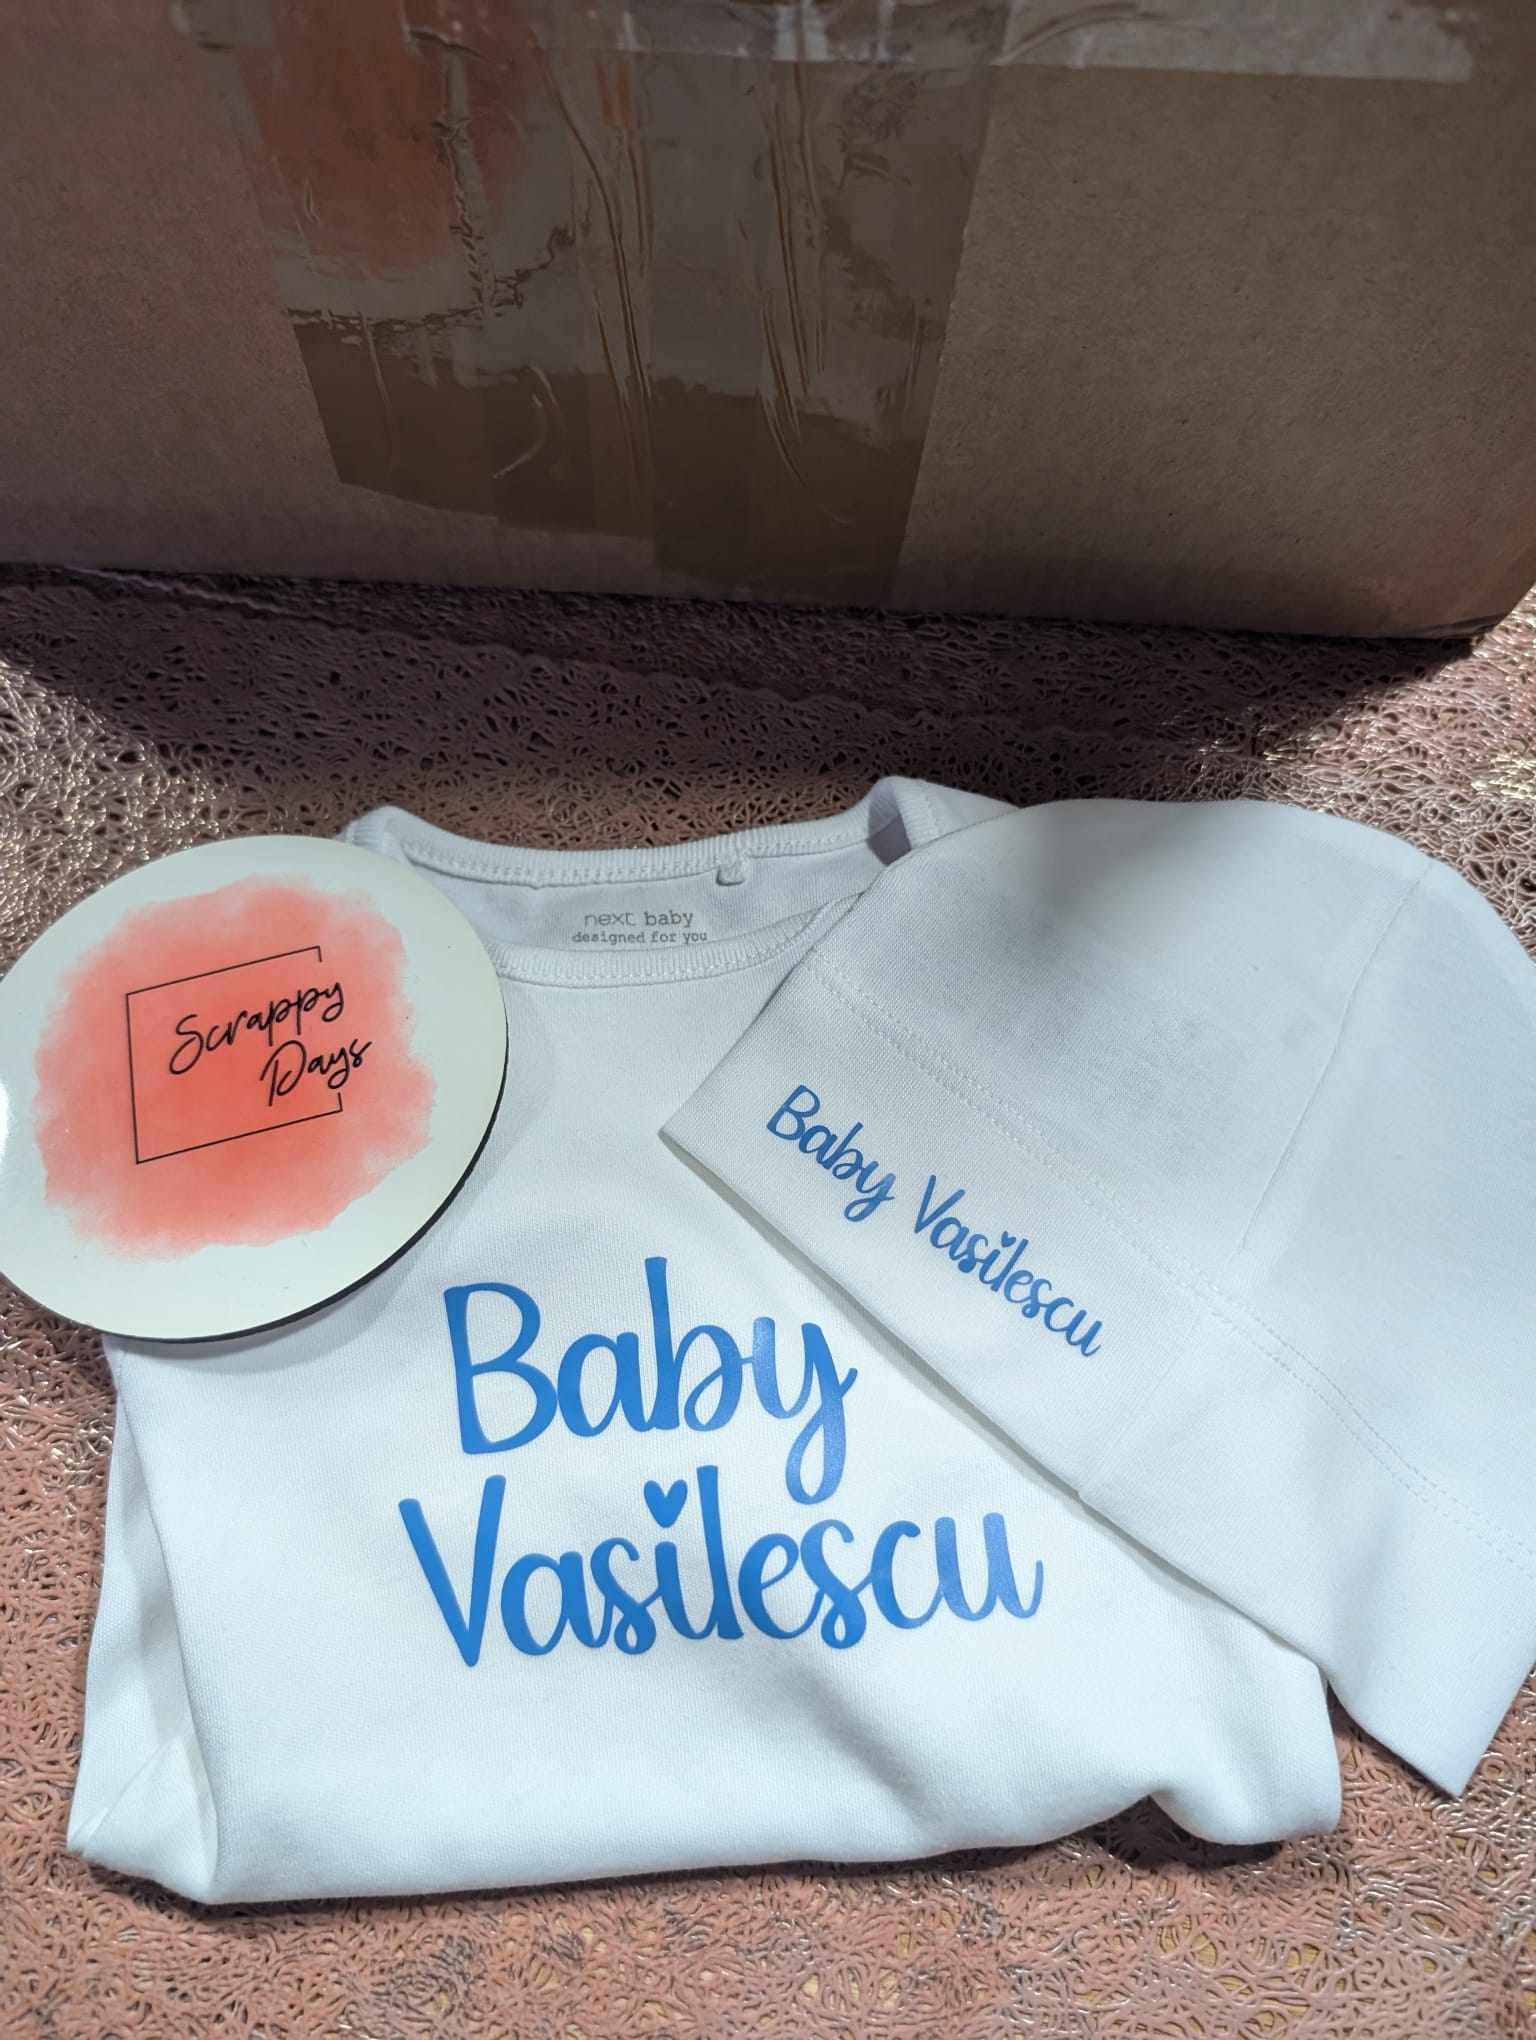 next baby
designed for you
Scrappy
Days
Baby Vasilescu
Baby
Vasilescu